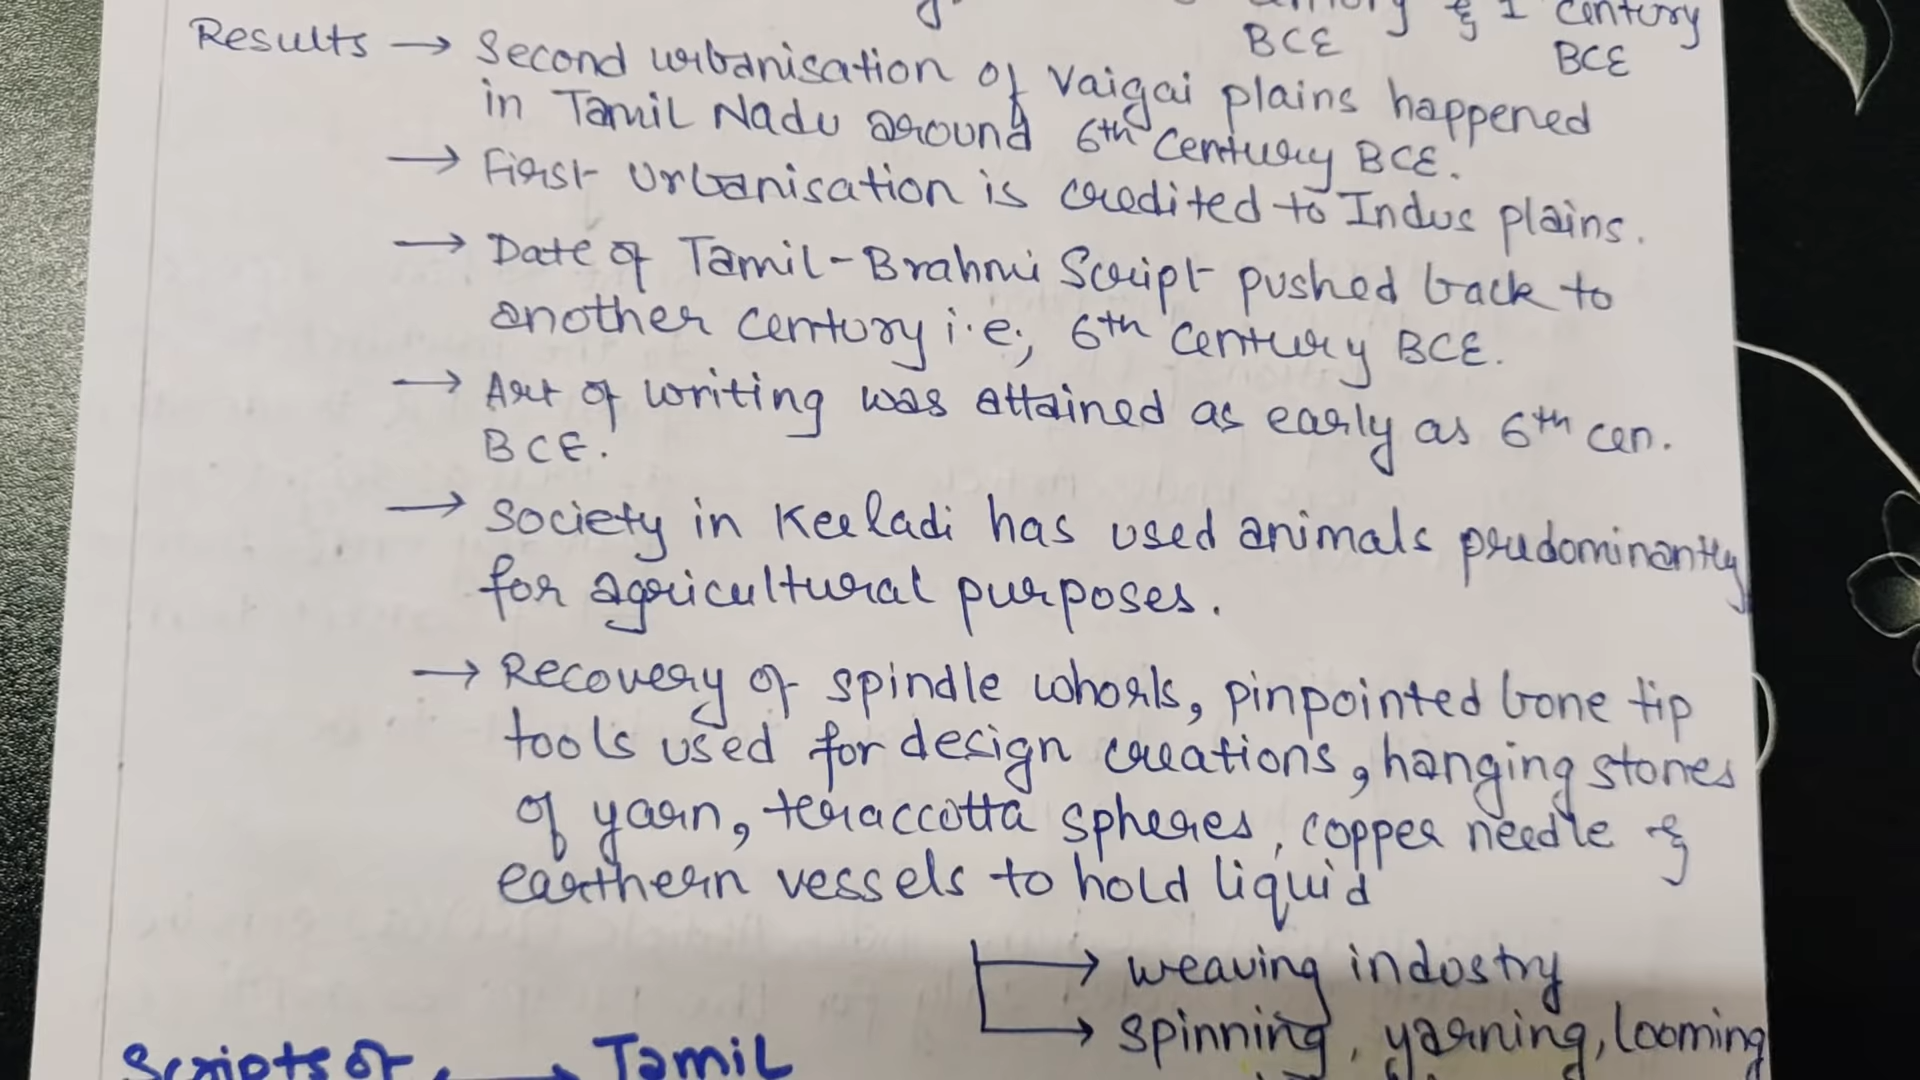 & I Century
BCE BCE
Results → Second urbanisation of Vaigai plains happened
in Tamil Nadu around 6th Century BCE.
→ First Urbanisation is credited to Indus plains.
→ Date of Tamil-Brahmi Script pushed back to
another century i.e., 6th Century BCE.
→ Art of writing was attained as early as 6th cen.
BCE.
→ Society in Keeladi has used animals predominantly
for agricultural purposes.
→ Recovery of spindle whorls, pinpointed bone tip
tools used for design creations, hanging stones
of yarn, teraccotta spheres, copper needle &
earthern vessels to hold liquid
→ weaving industry
→ spinning, yarning, looming
Scripts of → Tamil